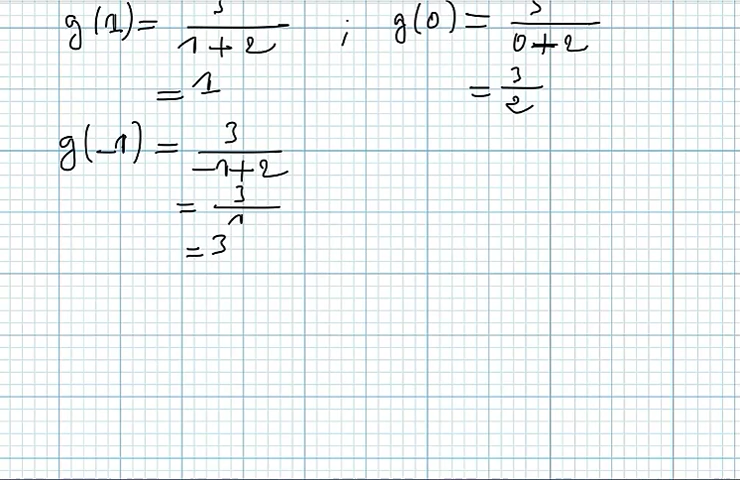 g(1) = 3/(1+2) ; g(0) = 3/(0+2)
= 1 = 3/2
g(-1) = 3/(-1+2)
= 3/1
= 3